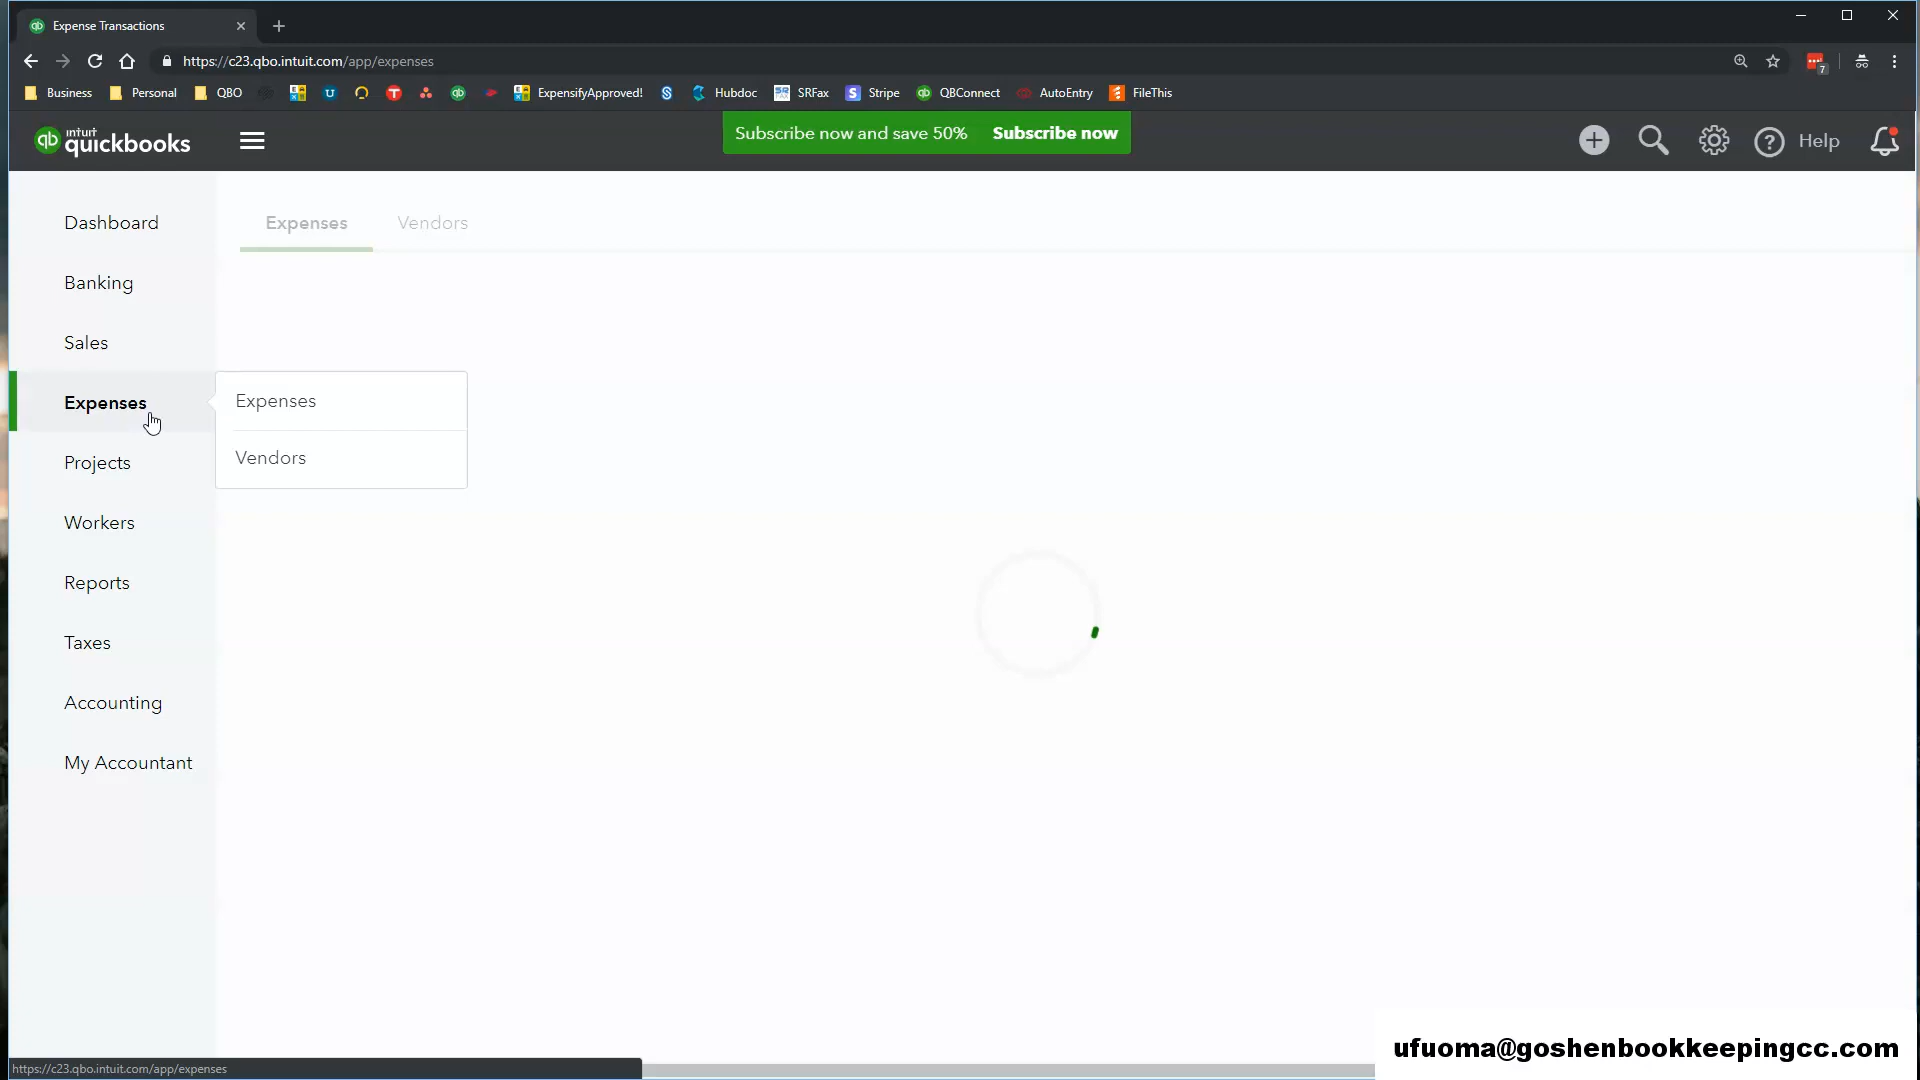 Expense Transactions
https://c23.qbo.intuit.com/app/expenses
7
Business Personal QBO ExpensifyApproved! Hubdoc SRFax Stripe QBConnect AutoEntry FileThis
qb intuit quickbooks
Subscribe now and save 50% Subscribe now
Help
Dashboard
Banking
Sales
Expenses
Projects
Workers
Reports
Taxes
Accounting
My Accountant
Expenses Vendors
Expenses
Vendors
https://c23.qbo.intuit.com/app/expenses
ufuoma@goshenbookkeepingcc.com